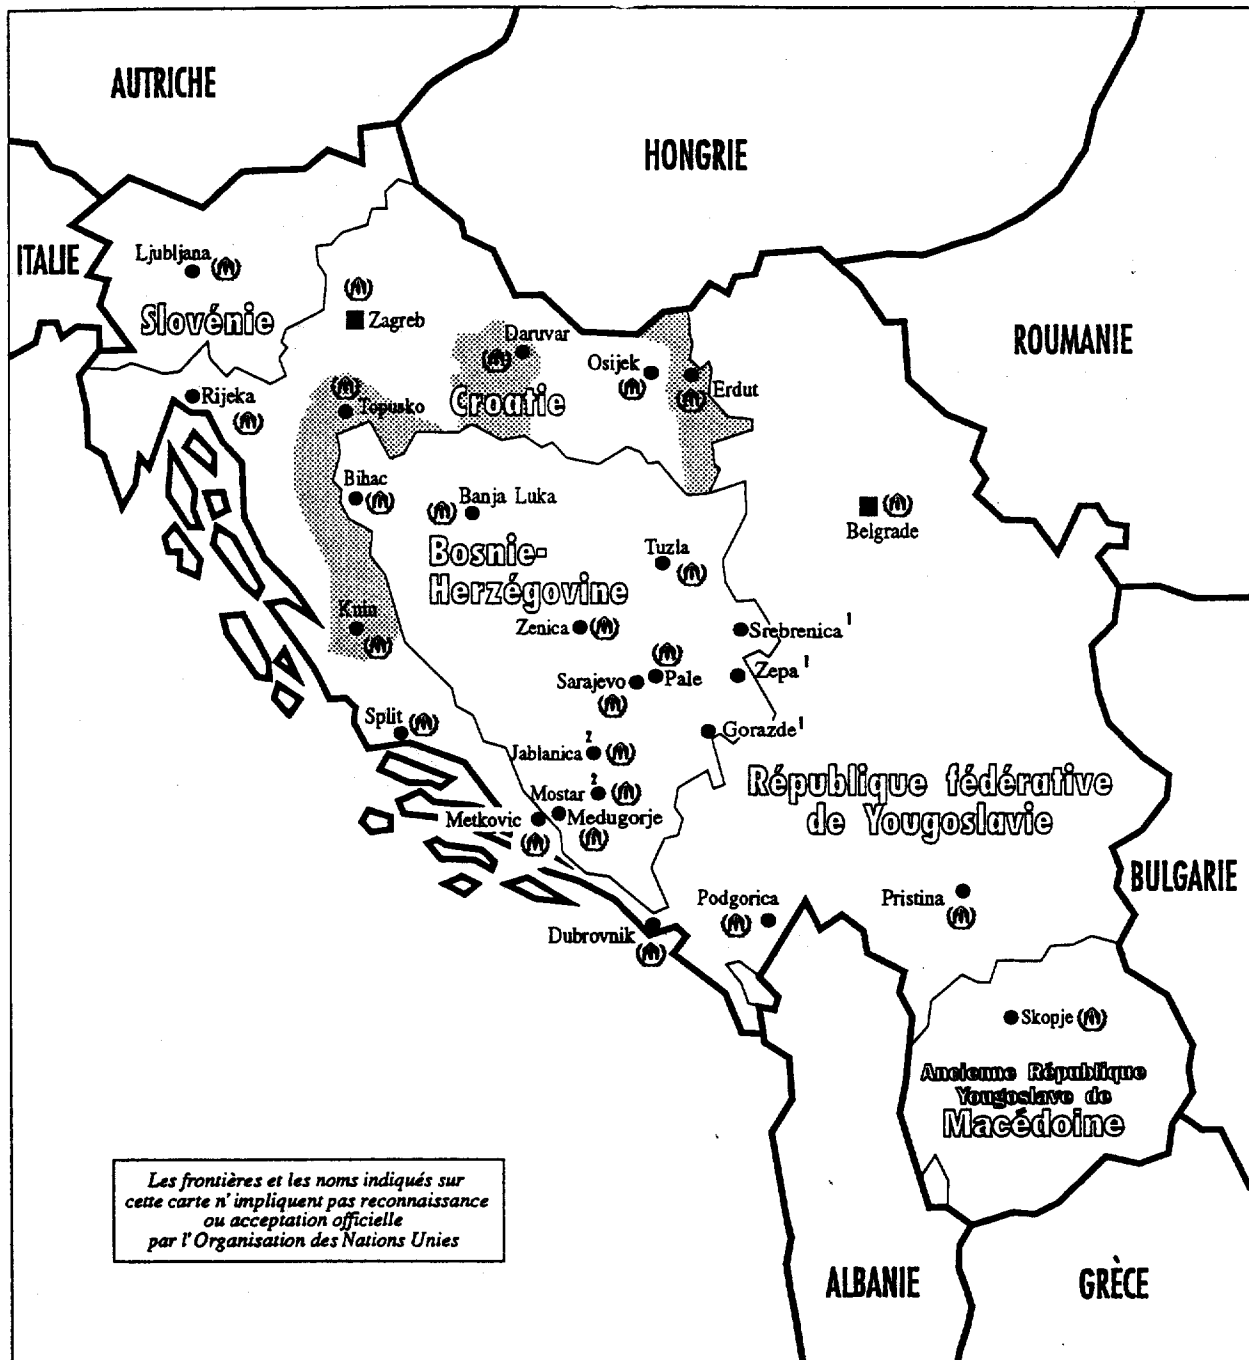 AUTRICHE
HONGRIE
ITALIE
Ljubljana
Slovénie
Zagreb
Daruvar
Osijek
Erdut
ROUMANIE
Rijeka
Topusko
Croatie
Bihac
Banja Luka
Belgrade
Bosnie-
Herzégovine
Tuzla
Knin
Zenica
Srebrenica 1
Sarajevo
Pale
Zepa 1
Split
Gorazde 1
Jablanica 2
République fédérative
de Yougoslavie
Mostar 2
Metkovic
Medugorje
BULGARIE
Podgorica
Pristina
Dubrovnik
Skopje
Ancienne République
Yougoslave de
Macédoine
Les frontières et les noms indiqués sur
cette carte n'impliquent pas reconnaissance
ou acceptation officielle
par l'Organisation des Nations Unies
ALBANIE
GRÈCE